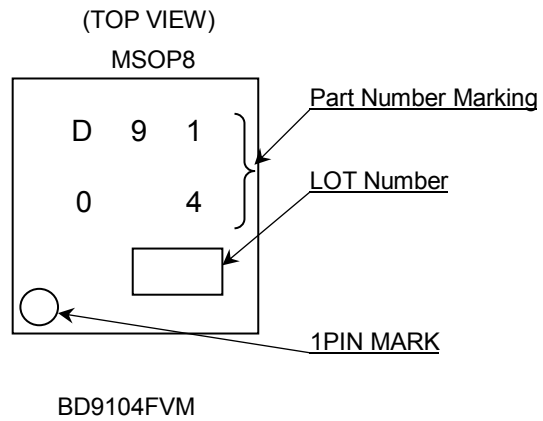 (TOP VIEW)
MSOP8
Part Number Marking
D 9 1
LOT Number
0 4
1PIN MARK
BD9104FVM